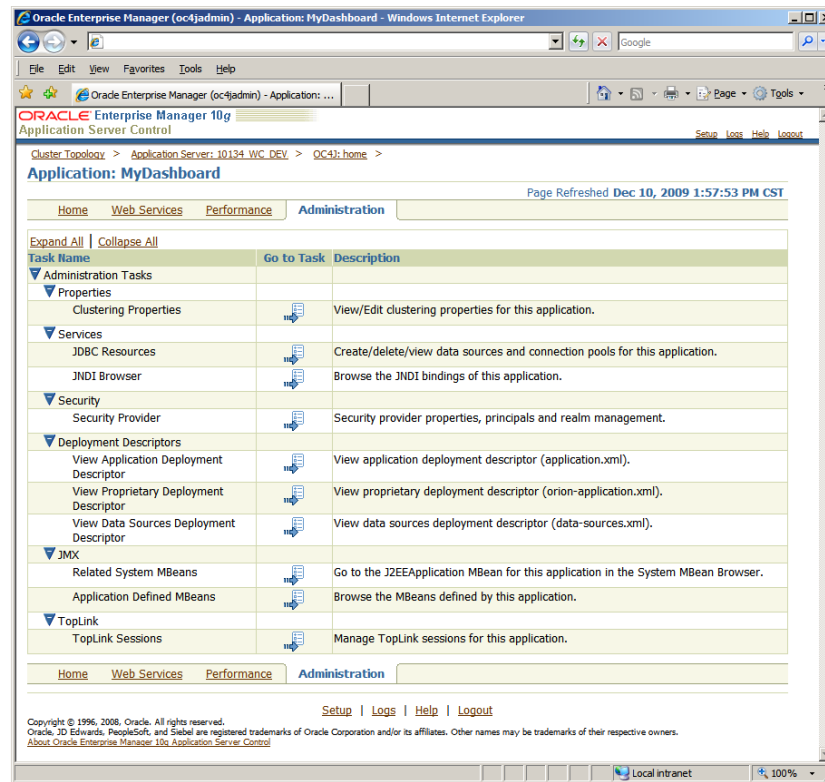 Oracle Enterprise Manager (oc4jadmin) - Application: MyDashboard - Windows Internet Explorer
Google
File Edit View Favorites Tools Help
Oracle Enterprise Manager (oc4jadmin) - Application: ...
Page Tools
ORACLE Enterprise Manager 10g
Application Server Control
Setup Logs Help Logout
Cluster Topology > Application Server: 10134_WC_DEV > OC4J: home >
Application: MyDashboard
Page Refreshed Dec 10, 2009 1:57:53 PM CST
Home Web Services Performance Administration
Expand All | Collapse All
Task Name Go to Task Description
Administration Tasks
Properties
Clustering Properties View/Edit clustering properties for this application.
Services
JDBC Resources Create/delete/view data sources and connection pools for this application.
JNDI Browser Browse the JNDI bindings of this application.
Security
Security Provider Security provider properties, principals and realm management.
Deployment Descriptors
View Application Deployment View application deployment descriptor (application.xml).
Descriptor
View Proprietary Deployment View proprietary deployment descriptor (orion-application.xml).
Descriptor
View Data Sources Deployment View data sources deployment descriptor (data-sources.xml).
Descriptor
JMX
Related System MBeans Go to the J2EEApplication MBean for this application in the System MBean Browser.
Application Defined MBeans Browse the MBeans defined by this application.
TopLink
TopLink Sessions Manage TopLink sessions for this application.
Home Web Services Performance Administration
Setup | Logs | Help | Logout
Copyright © 1996, 2008, Oracle. All rights reserved.
Oracle, JD Edwards, PeopleSoft, and Siebel are registered trademarks of Oracle Corporation and/or its affiliates. Other names may be trademarks of their respective owners.
About Oracle Enterprise Manager 10g Application Server Control
Local intranet 100%